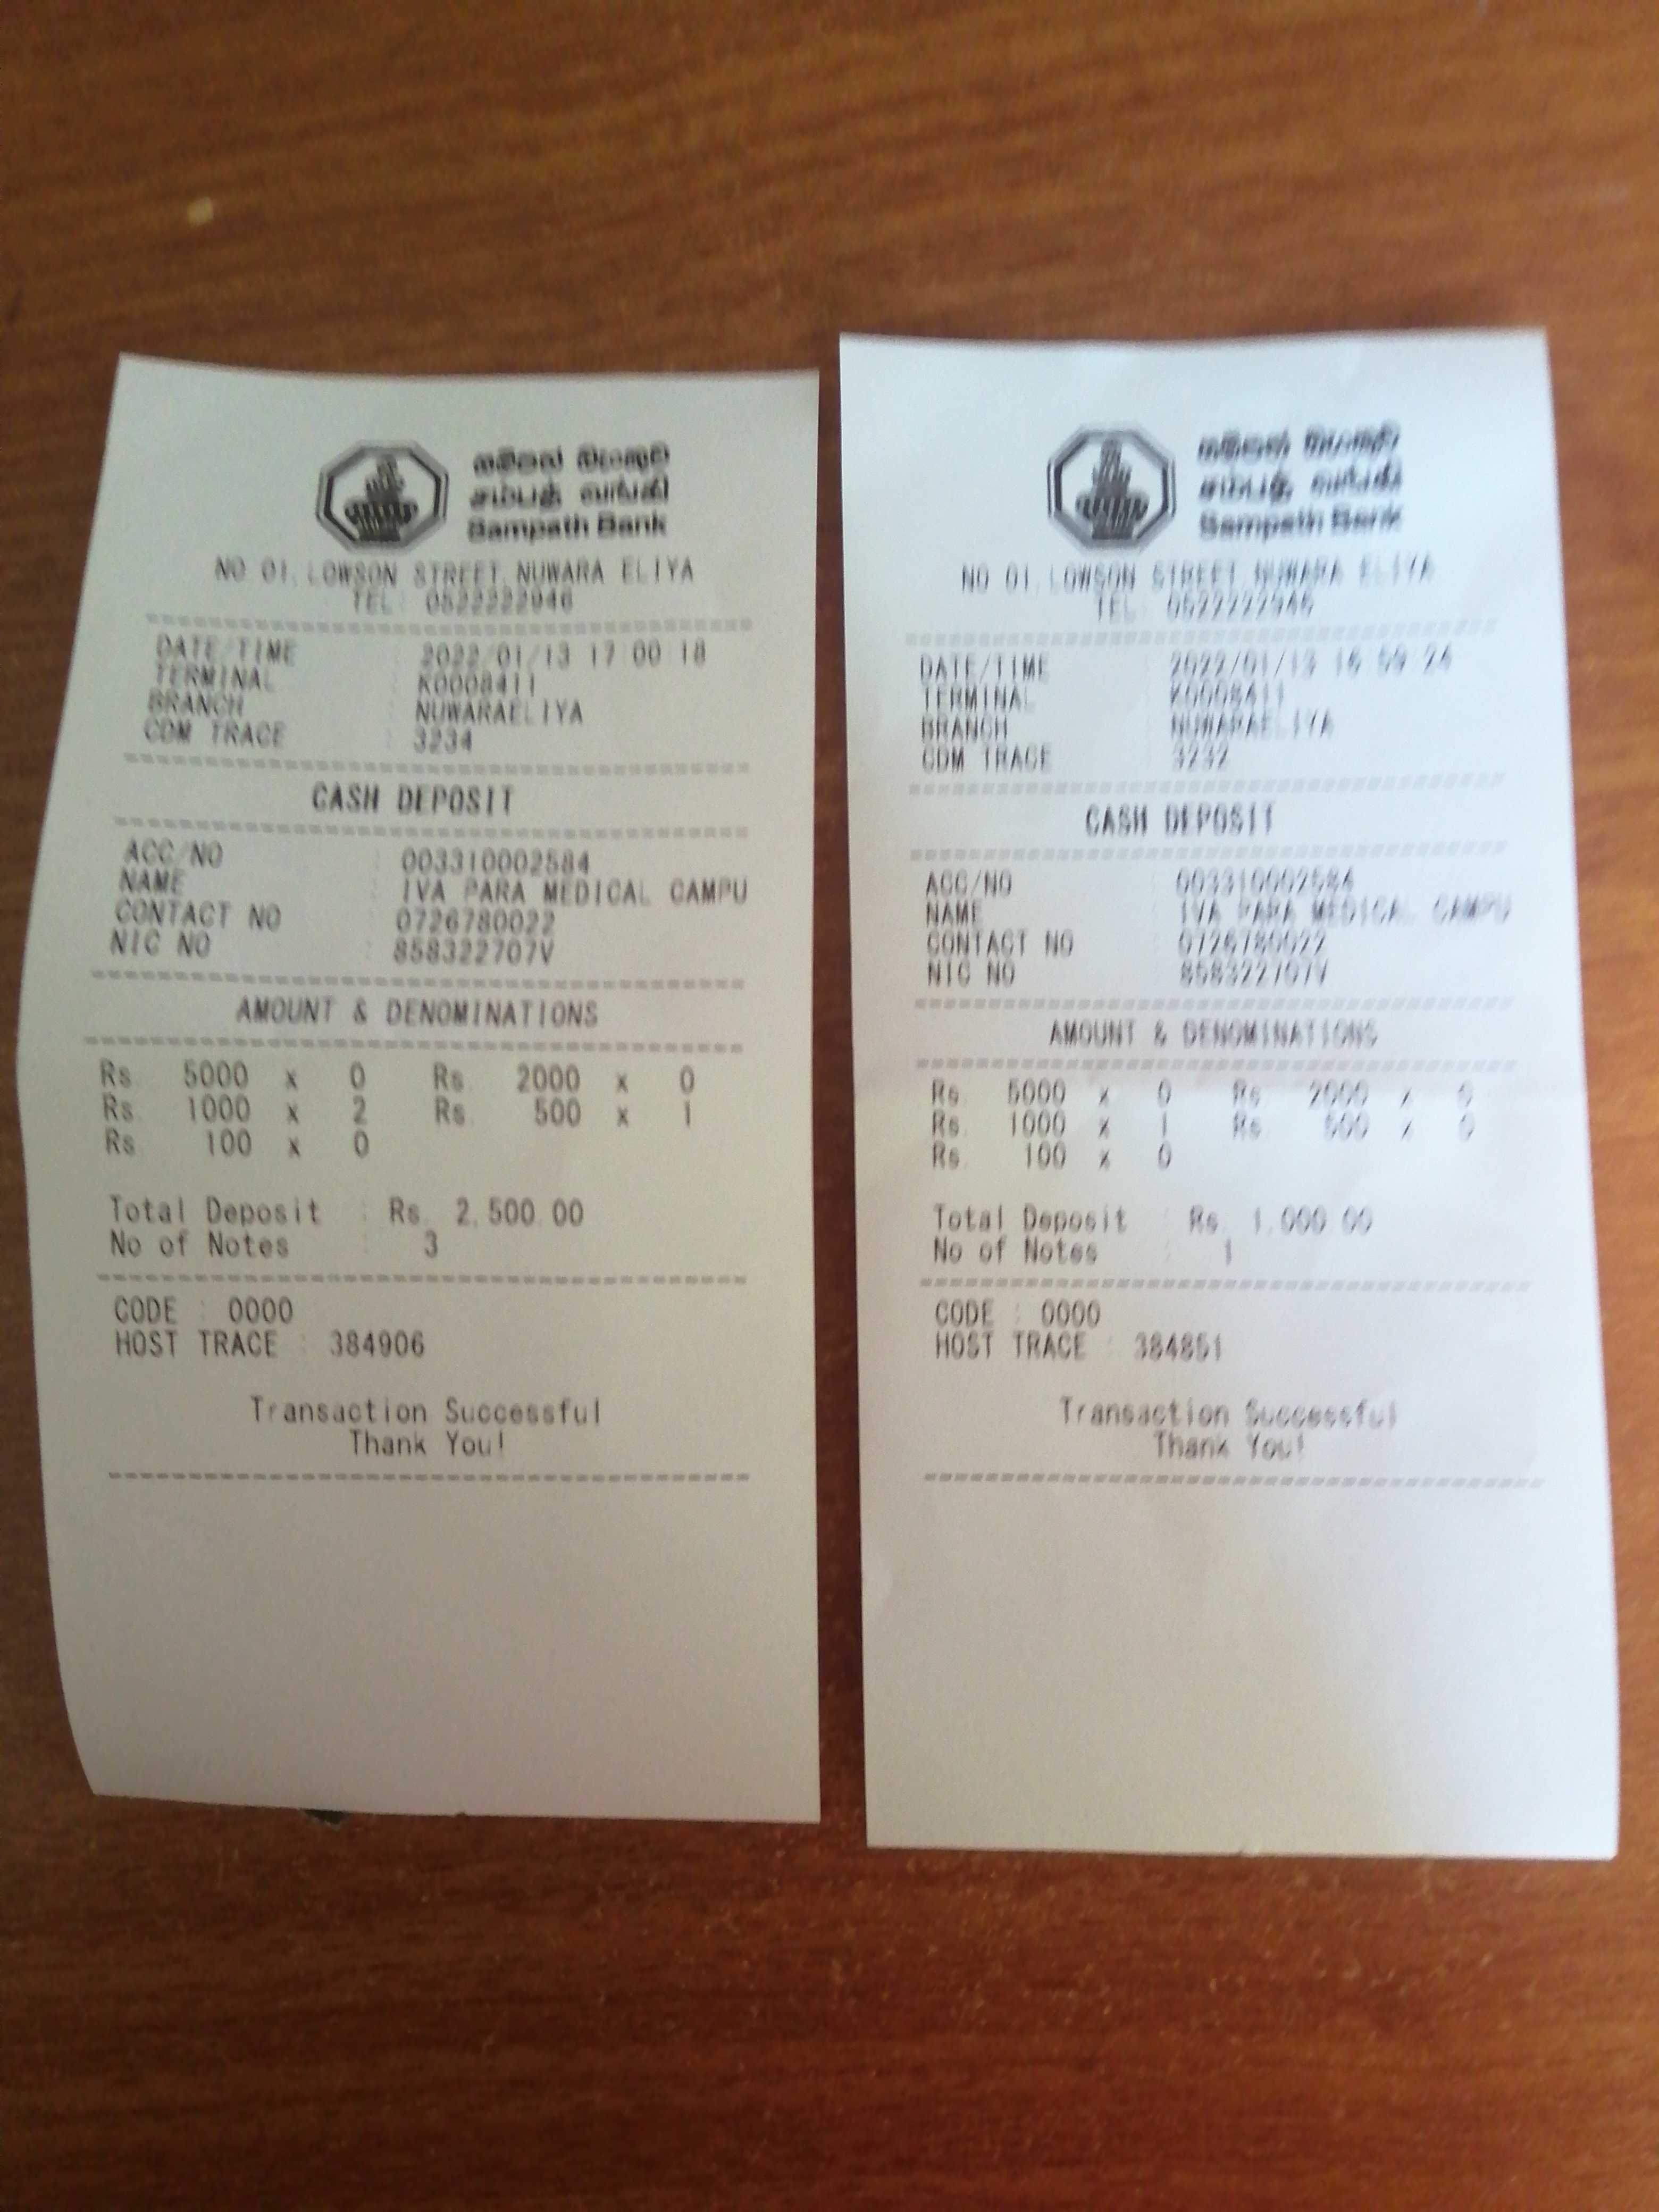 සම්පත් බැංකුව
சம்பத் வங்கி
Sampath Bank
NO 01, LOWSON STREET, NUWARA ELIYA
TEL: 0522222946
DATE/TIME : 2022/01/13 17:00:18
TERMINAL : K0008411
BRANCH : NUWARAELIYA
CDM TRACE : 3234
CASH DEPOSIT
ACC/NO : 003310002584
NAME : IVA PARA MEDICAL CAMPU
CONTACT NO : 0726780022
NIC NO : 858322707V
AMOUNT & DENOMINATIONS
Rs. 5000 x 0 Rs. 2000 x 0
Rs. 1000 x 2 Rs. 500 x 1
Rs. 100 x 0
Total Deposit : Rs. 2,500.00
No of Notes : 3
CODE : 0000
HOST TRACE : 384906
Transaction Successful
Thank You!
සම්පත් බැංකුව
சம்பத் வங்கி
Sampath Bank
NO 01, LOWSON STREET, NUWARA ELIYA
TEL: 0522222946
DATE/TIME : 2022/01/13 16:59:24
TERMINAL : K0008411
BRANCH : NUWARAELIYA
CDM TRACE : 3232
CASH DEPOSIT
ACC/NO : 003310002584
NAME : IVA PARA MEDICAL CAMPU
CONTACT NO : 0726780022
NIC NO : 858322707V
AMOUNT & DENOMINATIONS
Rs. 5000 x 0 Rs. 2000 x 0
Rs. 1000 x 1 Rs. 500 x 0
Rs. 100 x 0
Total Deposit : Rs. 1,000.00
No of Notes : 1
CODE : 0000
HOST TRACE : 384851
Transaction Successful
Thank You!